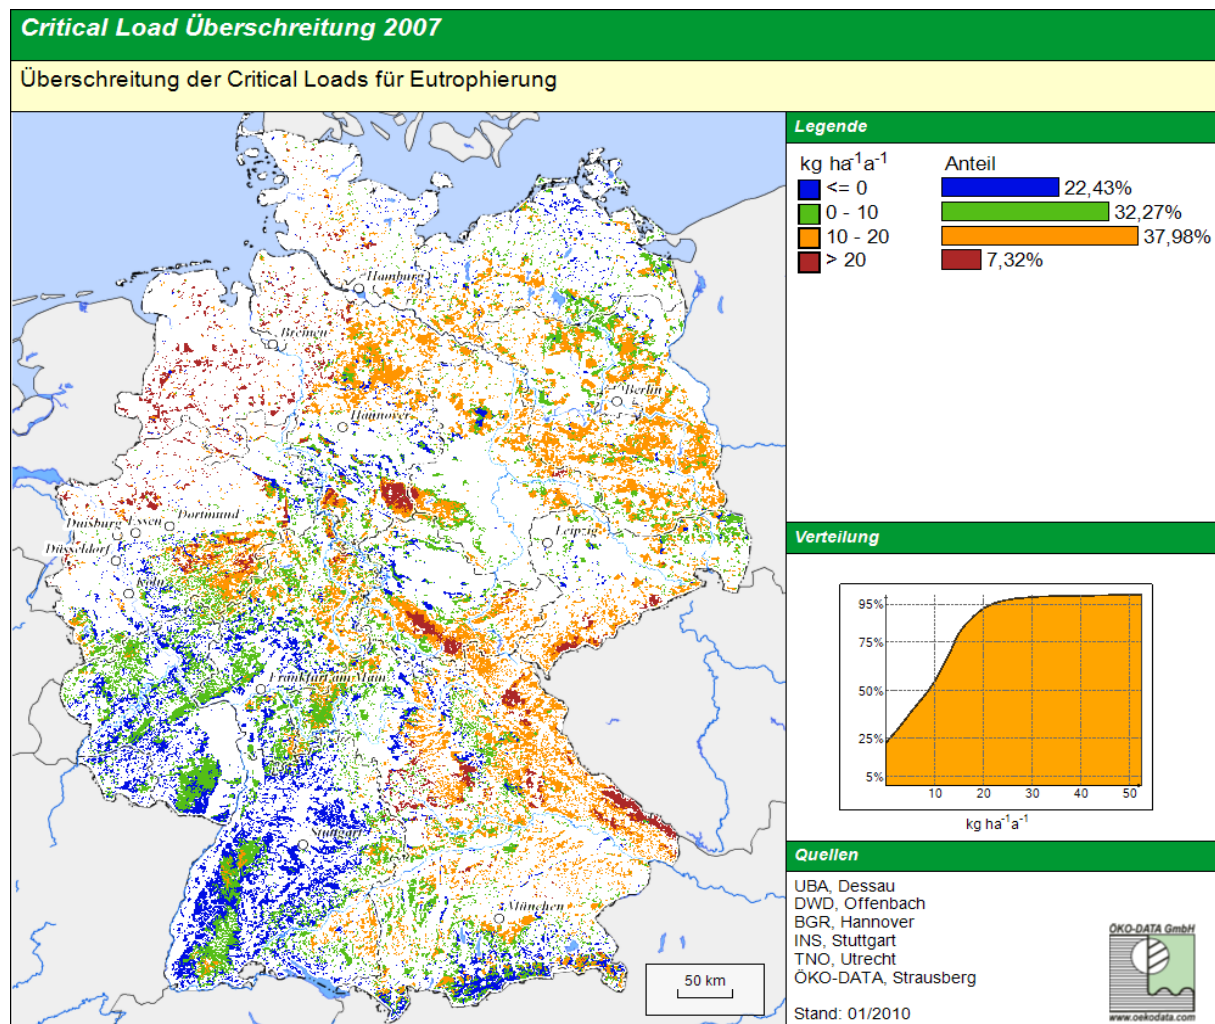 Critical Load Überschreitung 2007
Überschreitung der Critical Loads für Eutrophierung
Hamburg
Bremen
Berlin
Hannover
Duisburg Essen Dortmund
Düsseldorf
Leipzig
Köln
Frankfurt am Main
Stuttgart
München
50 km
Legende
kg ha-1a-1 Anteil
<= 0 22,43%
0 - 10 32,27%
10 - 20 37,98%
> 20 7,32%
Verteilung
95%
75%
50%
25%
5%
10 20 30 40 50
kg ha-1a-1
Quellen
UBA, Dessau
DWD, Offenbach
BGR, Hannover
INS, Stuttgart
TNO, Utrecht
ÖKO-DATA, Strausberg
Stand: 01/2010
ÖKO-DATA GmbH
www.oekodata.com